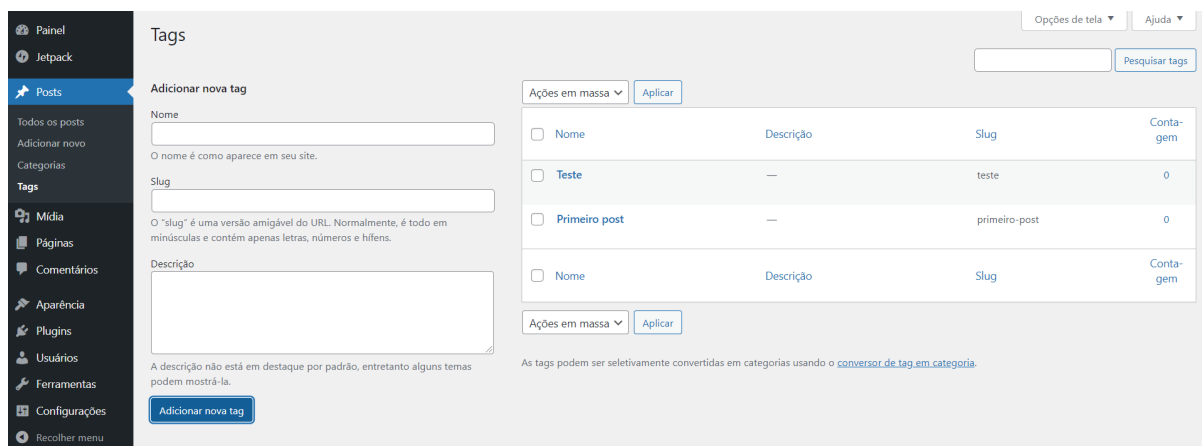 Painel
Jetpack
Posts
Todos os posts
Adicionar novo
Categorias
Tags
Mídia
Páginas
Comentários
Aparência
Plugins
Usuários
Ferramentas
Configurações
Recolher menu
Opções de tela ▼
Ajuda ▼
Tags
Pesquisar tags
Adicionar nova tag
Nome
O nome é como aparece em seu site.
Slug
O "slug" é uma versão amigável do URL. Normalmente, é todo em
minúsculas e contém apenas letras, números e hífens.
Descrição
A descrição não está em destaque por padrão, entretanto alguns temas
podem mostrá-la.
Adicionar nova tag
Ações em massa Aplicar
Nome Descrição Slug Conta-
gem
Teste — teste 0
Primeiro post — primeiro-post 0
Nome Descrição Slug Conta-
gem
Ações em massa Aplicar
As tags podem ser seletivamente convertidas em categorias usando o conversor de tag em categoria.